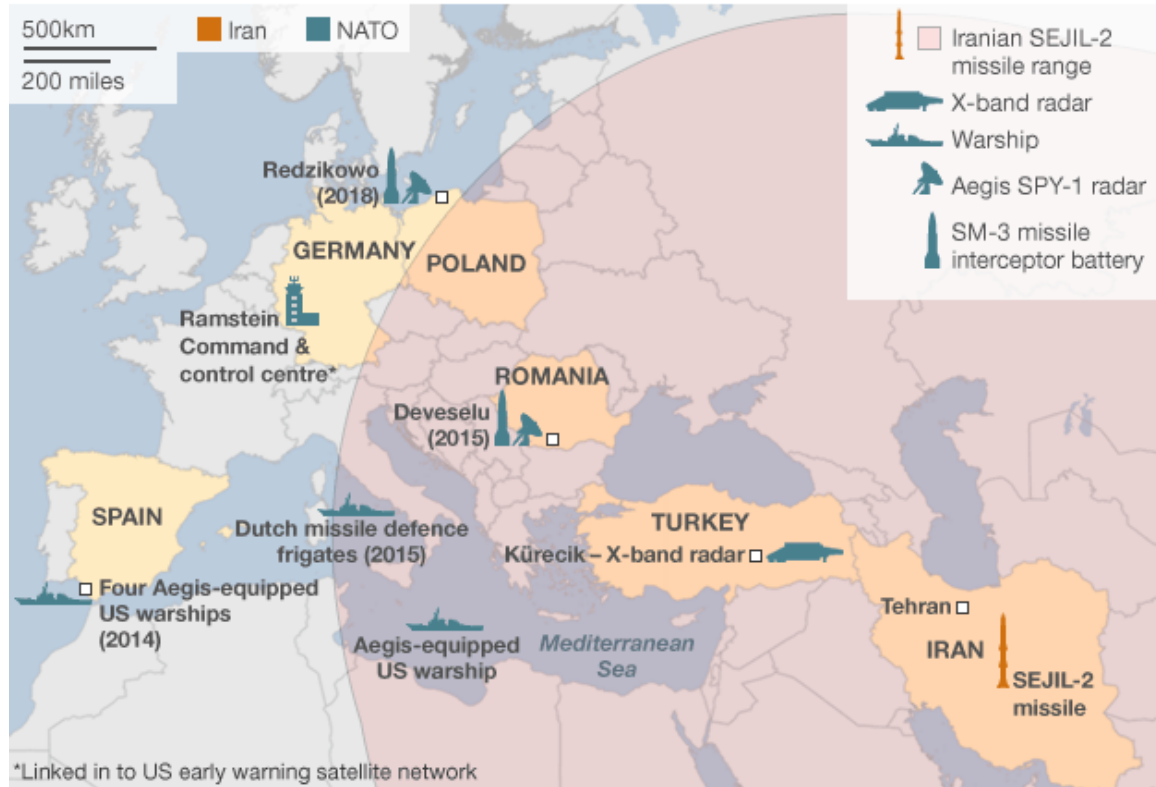 500km
200 miles
Iran
NATO
Iranian SEJIL-2
missile range
X-band radar
Warship
Aegis SPY-1 radar
SM-3 missile
interceptor battery
Redzikowo
(2018)
GERMANY
POLAND
Ramstein
Command &
control centre*
ROMANIA
Deveselu
(2015)
SPAIN
Dutch missile defence
frigates (2015)
TURKEY
Kürecik – X-band radar
Four Aegis-equipped
US warships
(2014)
Aegis-equipped
US warship
Mediterranean
Sea
Tehran
IRAN
SEJIL-2
missile
*Linked in to US early warning satellite network